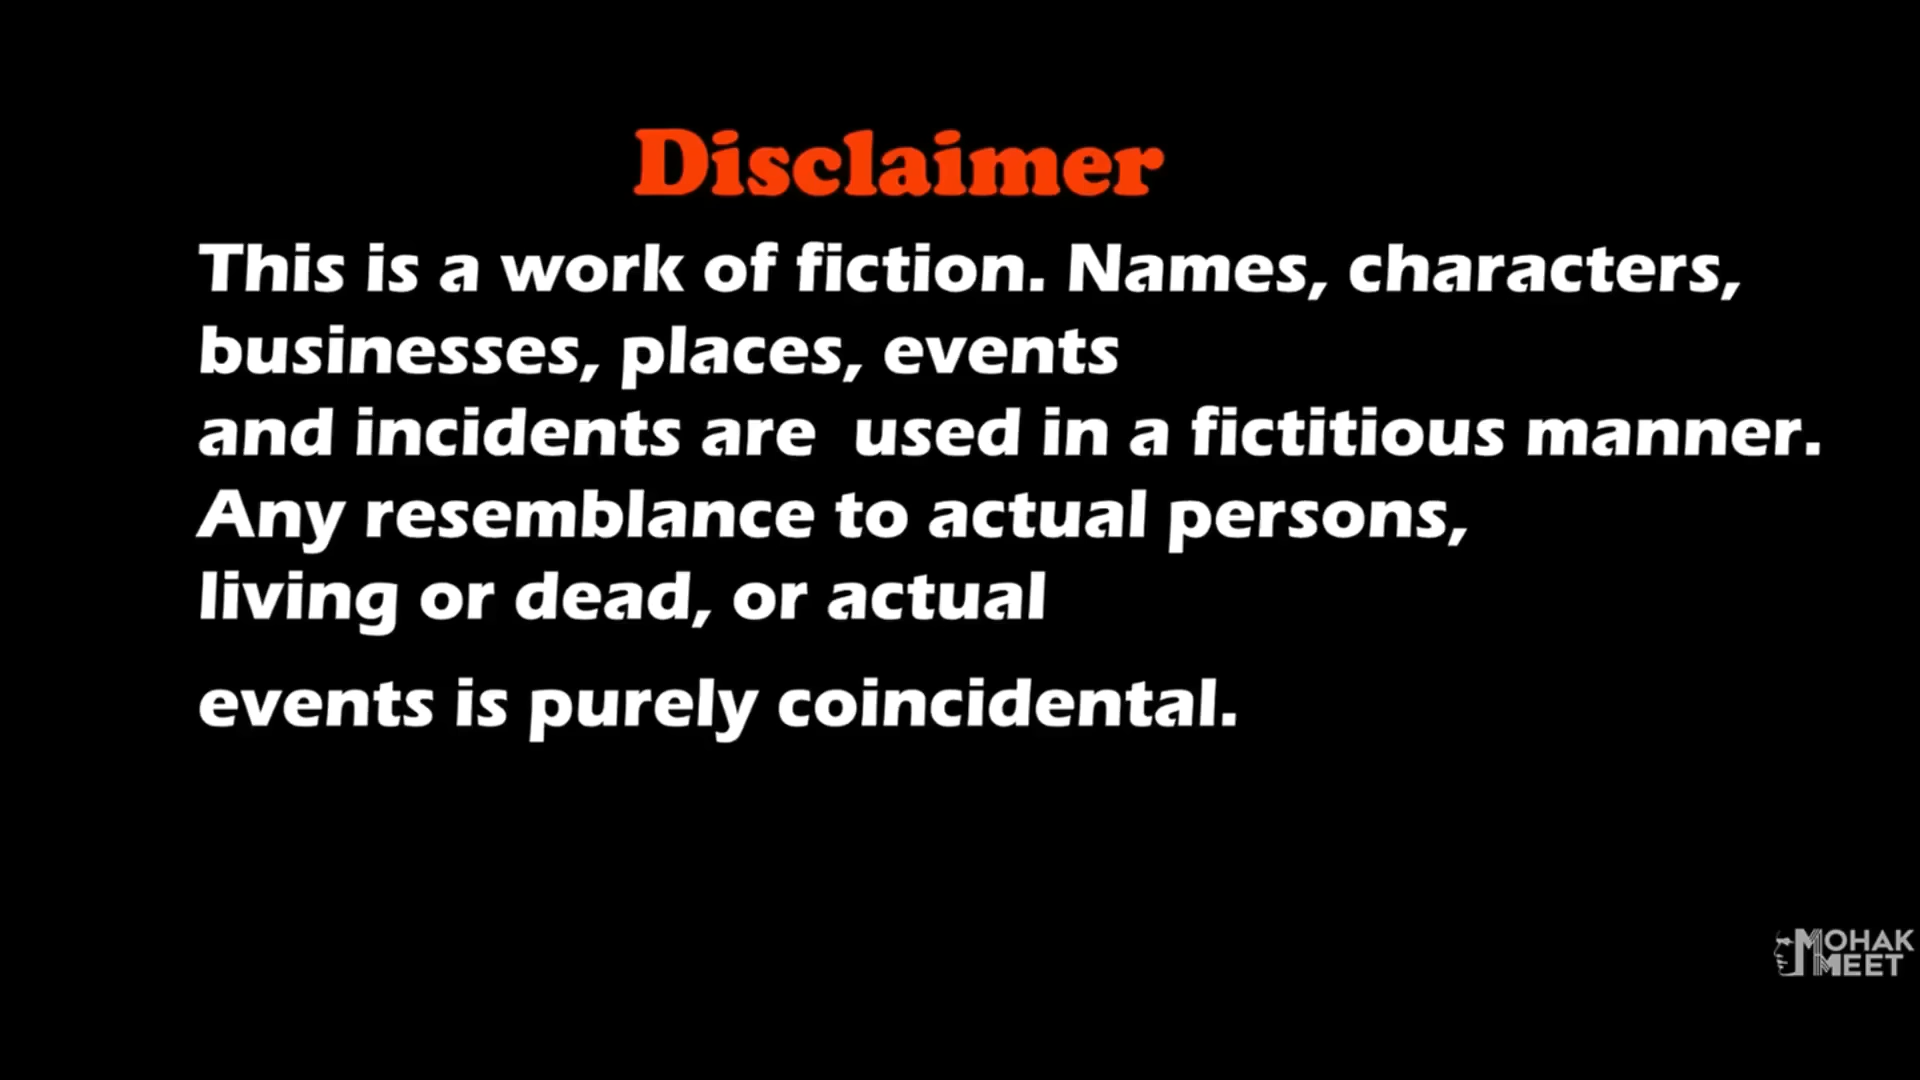 Disclaimer
This is a work of fiction. Names, characters,
businesses, places, events
and incidents are  used in a fictitious manner.
Any resemblance to actual persons,
living or dead, or actual
events is purely coincidental.
MOHAK
MEET